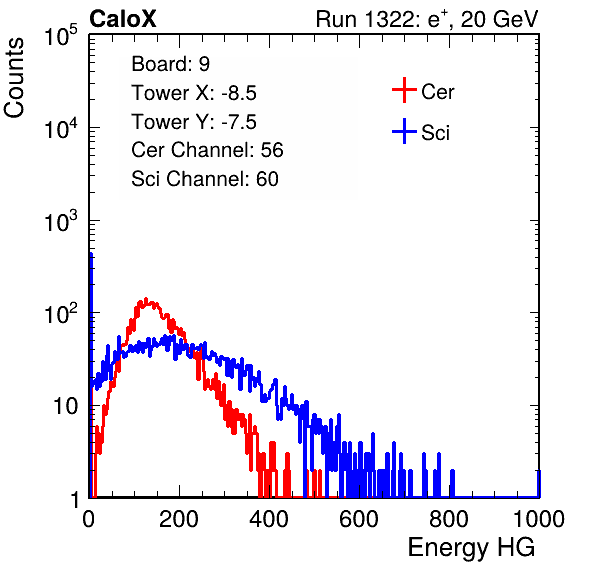 CaloX Run 1322: e⁺, 20 GeV
Counts
Board: 9
Tower X: -8.5
Tower Y: -7.5
Cer Channel: 56
Sci Channel: 60
Cer
Sci
10⁵
10⁴
10³
10²
10
1
0 200 400 600 800 1000
Energy HG